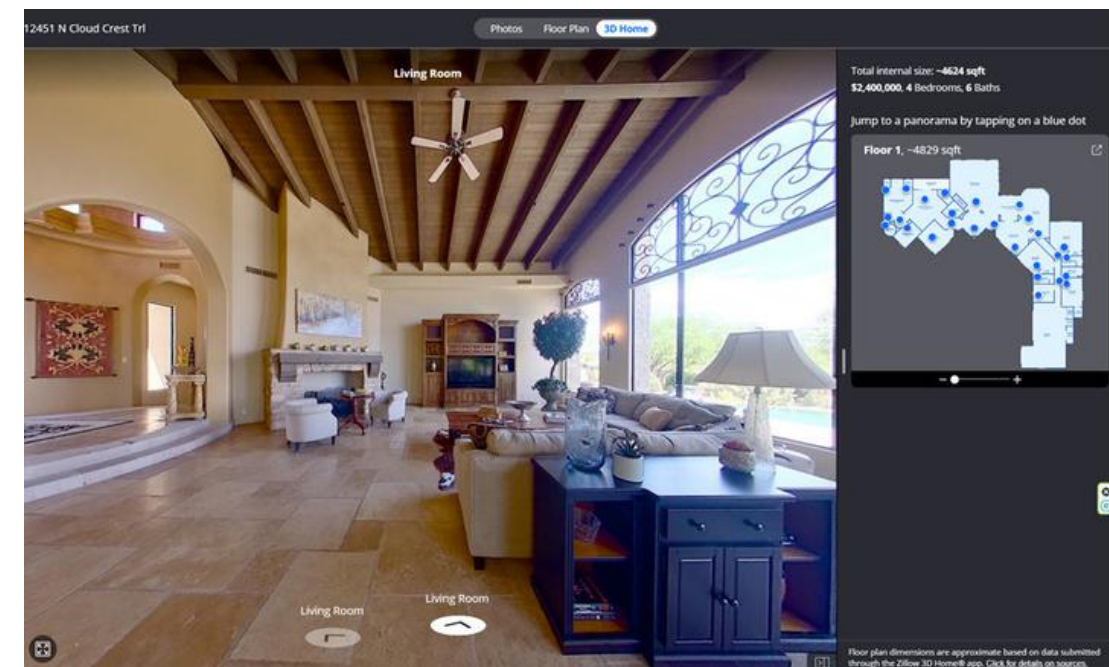 12451 N Cloud Crest Trl
Photos
Floor Plan
3D Home
Living Room
Total internal size: ~4624 sqft
$2,400,000, 4 Bedrooms, 6 Baths
Jump to a panorama by tapping on a blue dot
Floor 1, ~4829 sqft
Living Room
Living Room
Floor plan dimensions are approximate based on data submitted
through the Zillow 3D Home® app. Click for details on sources.